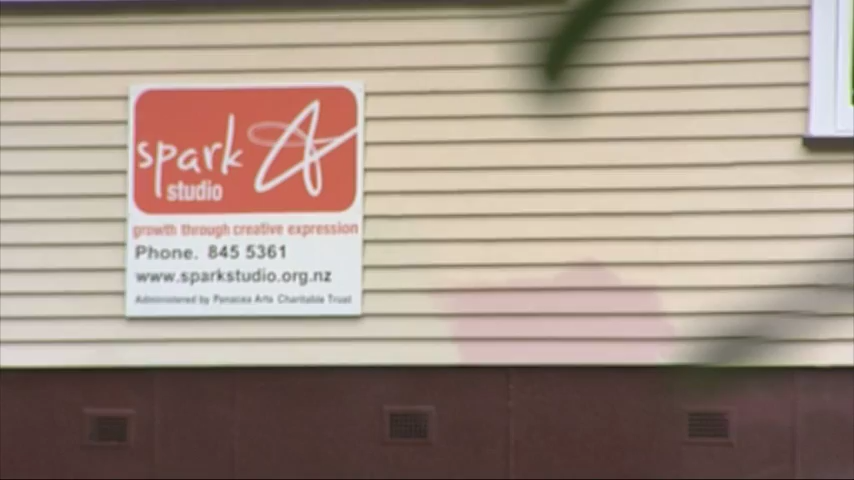 spark
studio
growth through creative expression
Phone. 845 5361
www.sparkstudio.org.nz
Administered by Panacea Arts Charitable Trust